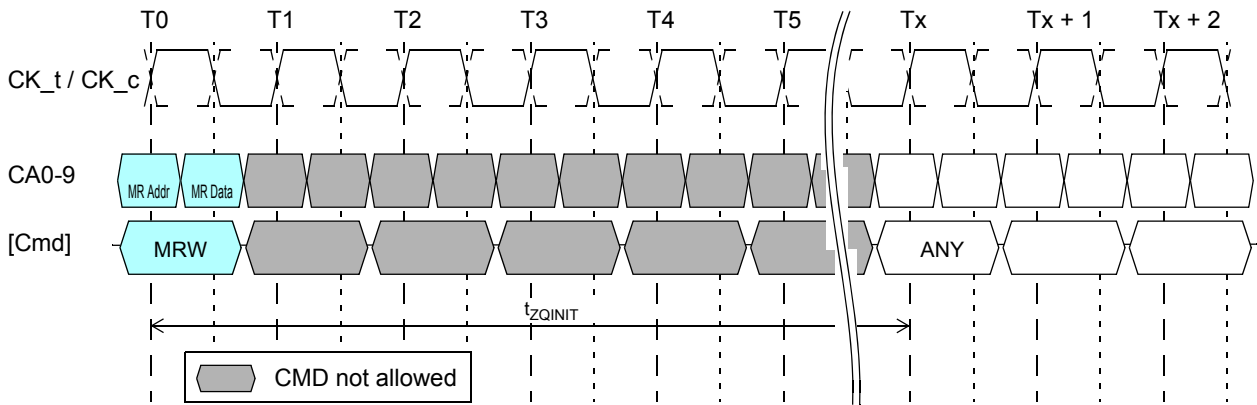 T0 T1 T2 T3 T4 T5 Tx Tx + 1 Tx + 2
CK_t / CK_c
CA0-9 MR Addr MR Data
[Cmd] MRW ANY
tZQINIT
CMD not allowed